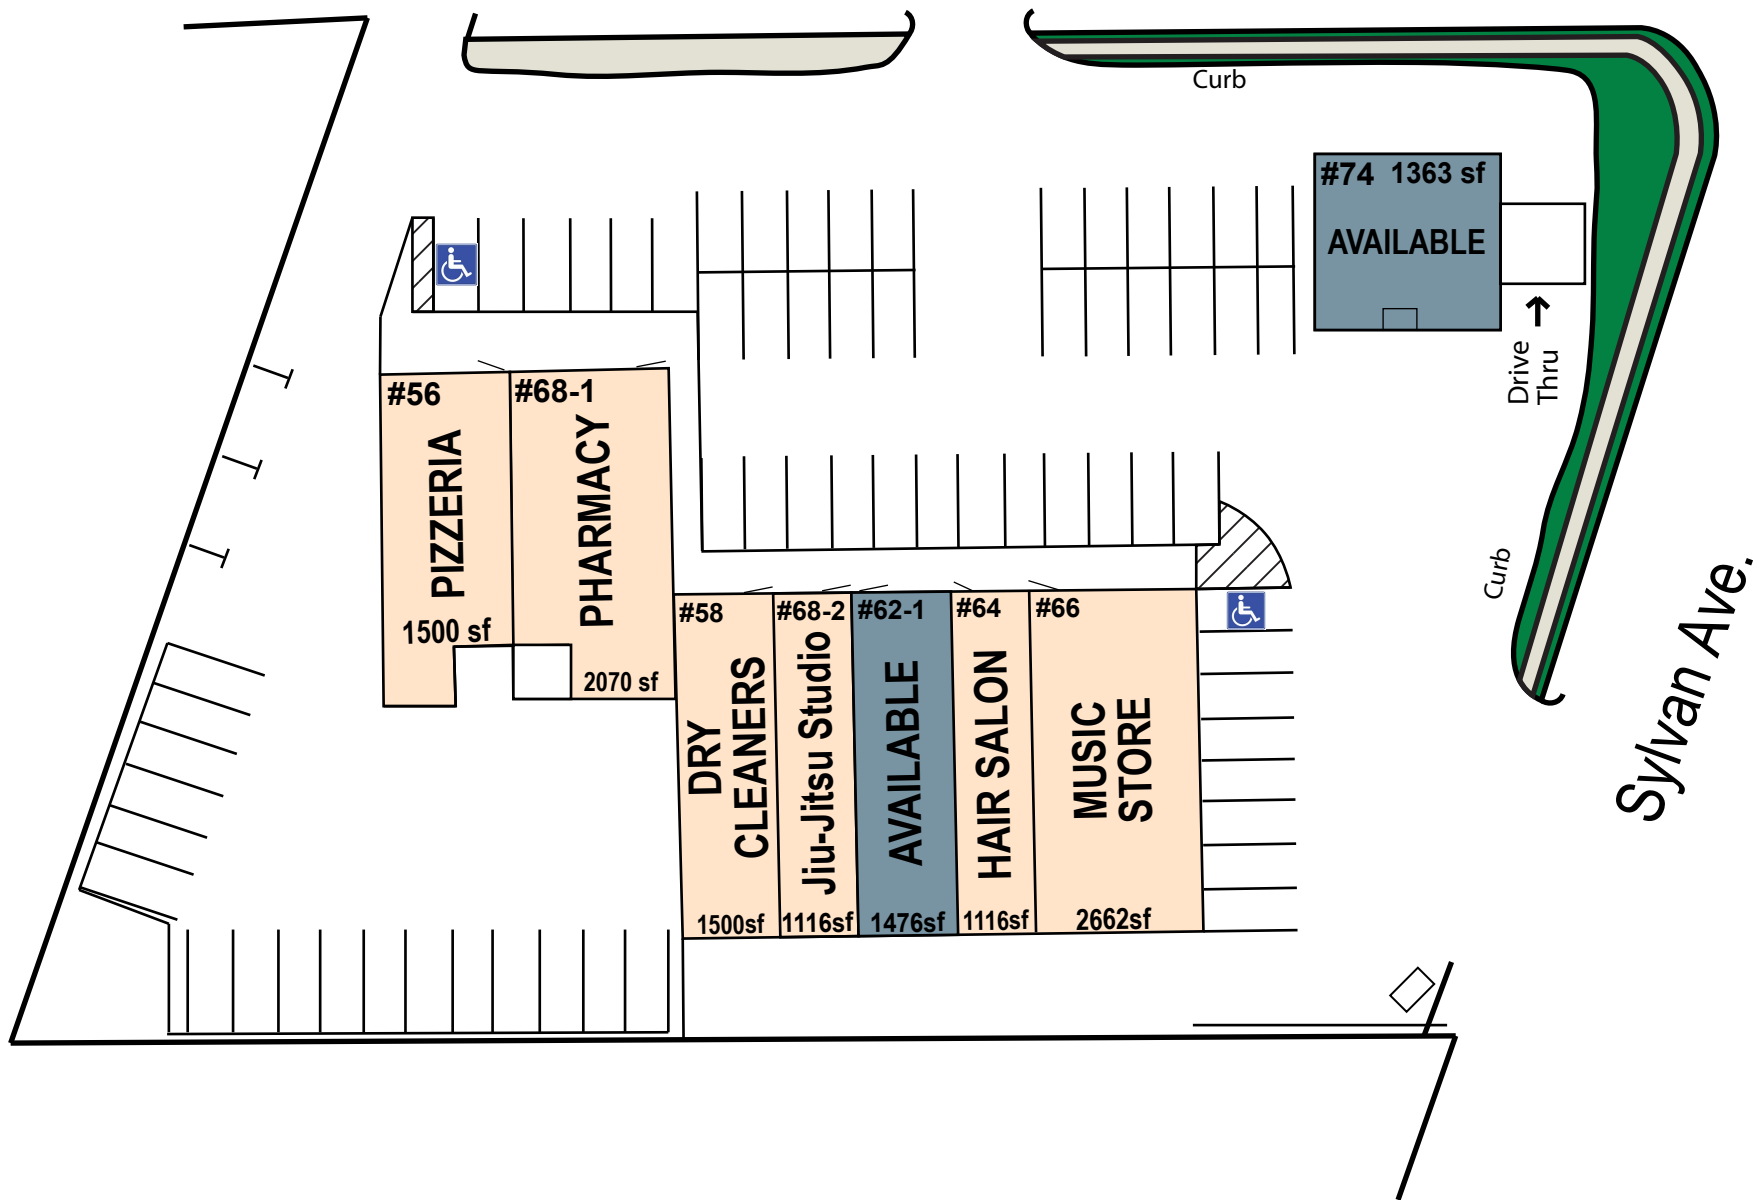 Curb
#74 1363 sf
AVAILABLE
Drive
Thru
#56
PIZZERIA
1500 sf
#68-1
PHARMACY
2070 sf
#58
DRY
CLEANERS
1500sf
#68-2
Jiu-Jitsu Studio
1116sf
#62-1
AVAILABLE
1476sf
#64
HAIR SALON
1116sf
#66
MUSIC
STORE
2662sf
Curb
Sylvan Ave.